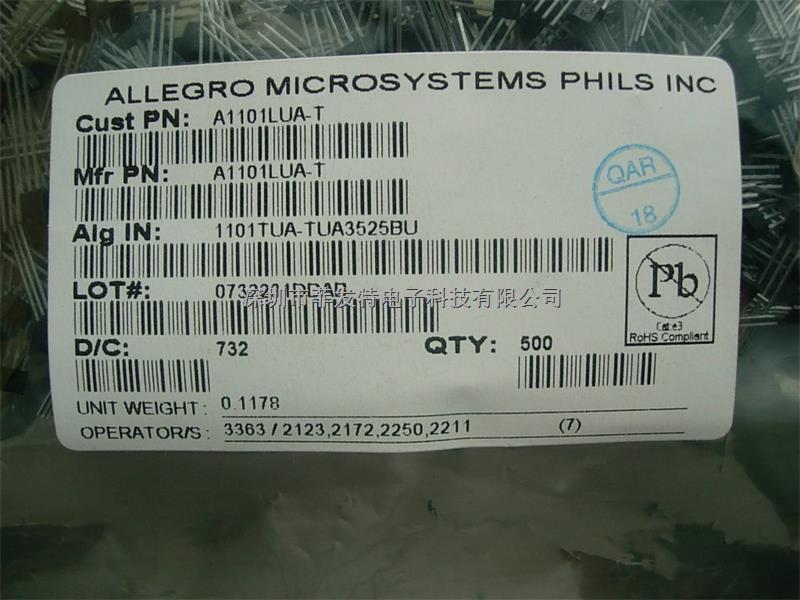 ALLEGRO MICROSYSTEMS PHILS INC
Cust PN: A1101LUA-T
Mfr PN: A1101LUA-T
Alg IN: 1101TUA-TUA3525BU
QAR
18
LOT#:
深圳市菲发特电子科技有限公司
Pb
Cat:e3
RoHS Compliant
D/C: 732 QTY: 500
UNIT WEIGHT: 0.1178
OPERATOR/S: 3363 / 2123,2172,2250,2211 (7)